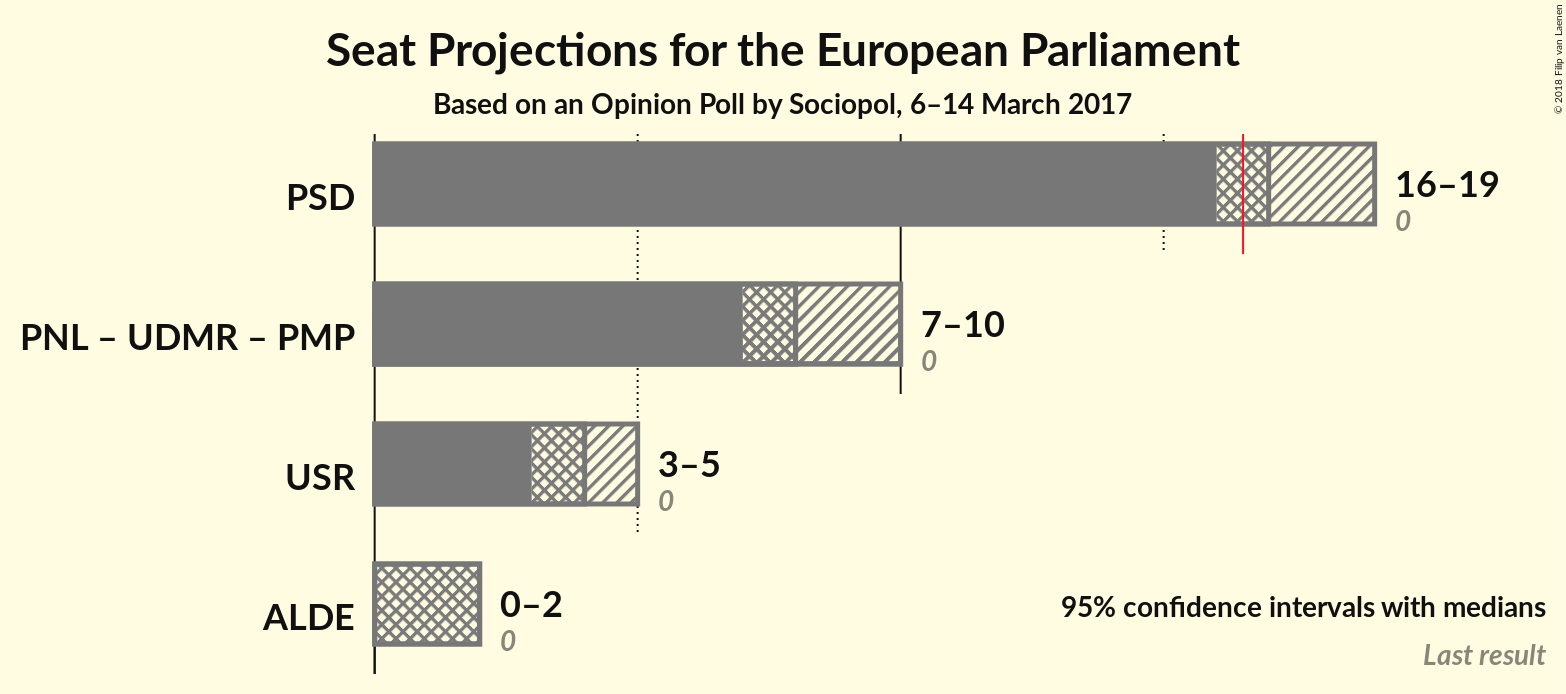 Seat Projections for the European Parliament
Based on an Opinion Poll by Sociopol, 6–14 March 2017
© 2018 Filip van Laenen
PSD
16–19
0
PNL – UDMR – PMP
7–10
0
USR
3–5
0
ALDE
0–2
0
95% confidence intervals with medians
Last result